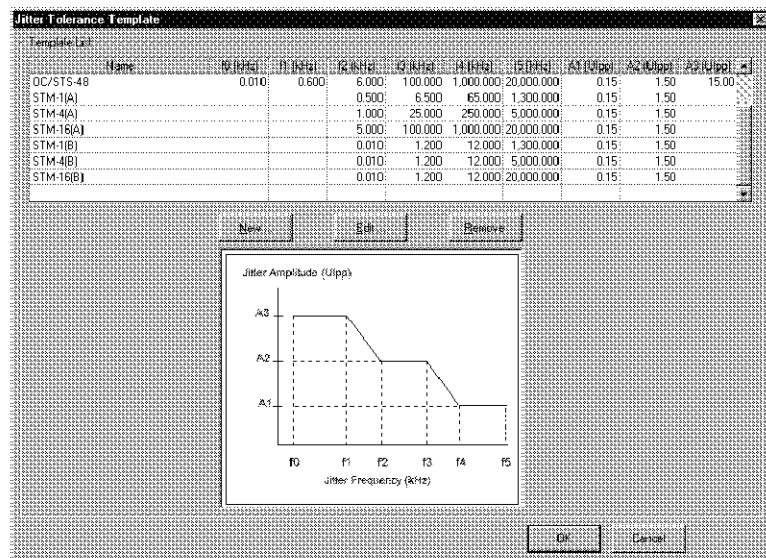 Jitter Tolerance Template
Template List
Name f0 (kHz) f1 (kHz) f2 (kHz) f3 (kHz) f4 (kHz) f5 (kHz) A1 (UIpp) A2 (UIpp) A3 (UIpp)
OC/STS-48 0.010 0.600 6.000 100.000 1,000.000 20,000.000 0.15 1.50 15.00
STM-1(A) 0.500 6.500 65.000 1,300.000 0.15 1.50
STM-4(A) 1.000 25.000 250.000 5,000.000 0.15 1.50
STM-16(A) 5.000 100.000 1,000.000 20,000.000 0.15 1.50
STM-1(B) 0.010 1.200 12.000 1,300.000 0.15 1.50
STM-4(B) 0.010 1.200 12.000 5,000.000 0.15 1.50
STM-16(B) 0.010 1.200 12.000 20,000.000 0.15 1.50
New ... Edit ... Remove
Jitter Amplitude (UIpp)
A3
A2
A1
f0 f1 f2 f3 f4 f5
Jitter Frequency (kHz)
OK Cancel